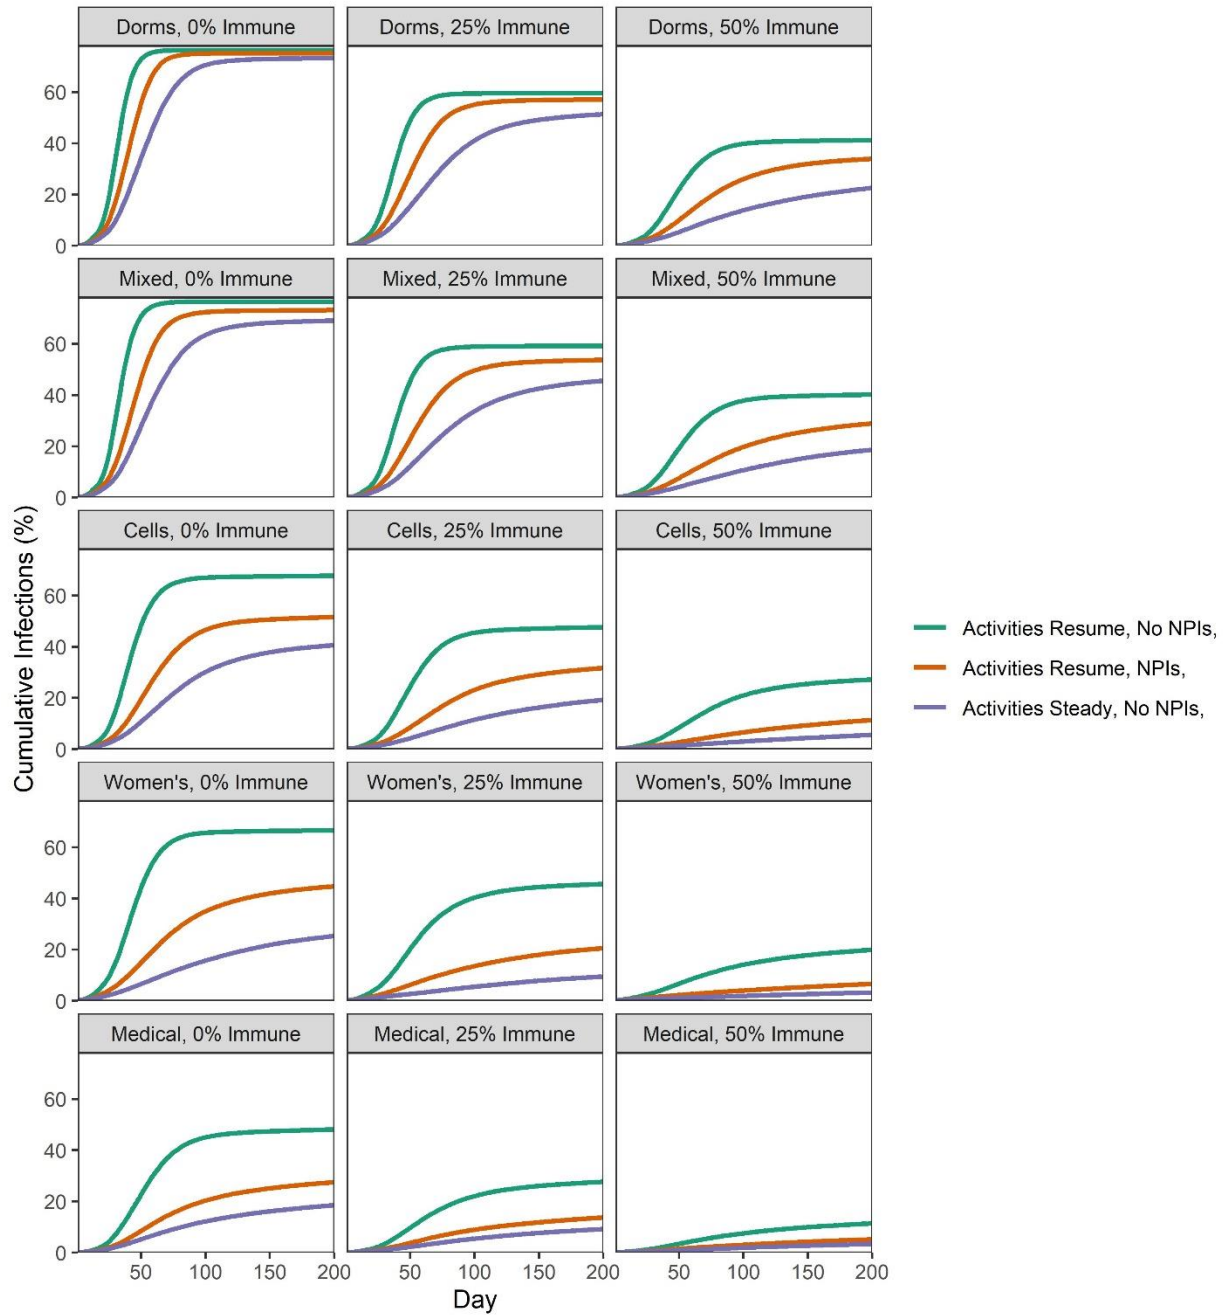 Dorms, 0% Immune
Dorms, 25% Immune
Dorms, 50% Immune
60
40
20
0
Mixed, 0% Immune
Mixed, 25% Immune
Mixed, 50% Immune
60
40
20
0
Cells, 0% Immune
Cells, 25% Immune
Cells, 50% Immune
60
40
20
0
Women's, 0% Immune
Women's, 25% Immune
Women's, 50% Immune
60
40
20
0
Medical, 0% Immune
Medical, 25% Immune
Medical, 50% Immune
60
40
20
0
50 100 150 200
50 100 150 200
50 100 150 200
Day
Cumulative Infections (%)
Activities Resume, No NPIs,
Activities Resume, NPIs,
Activities Steady, No NPIs,